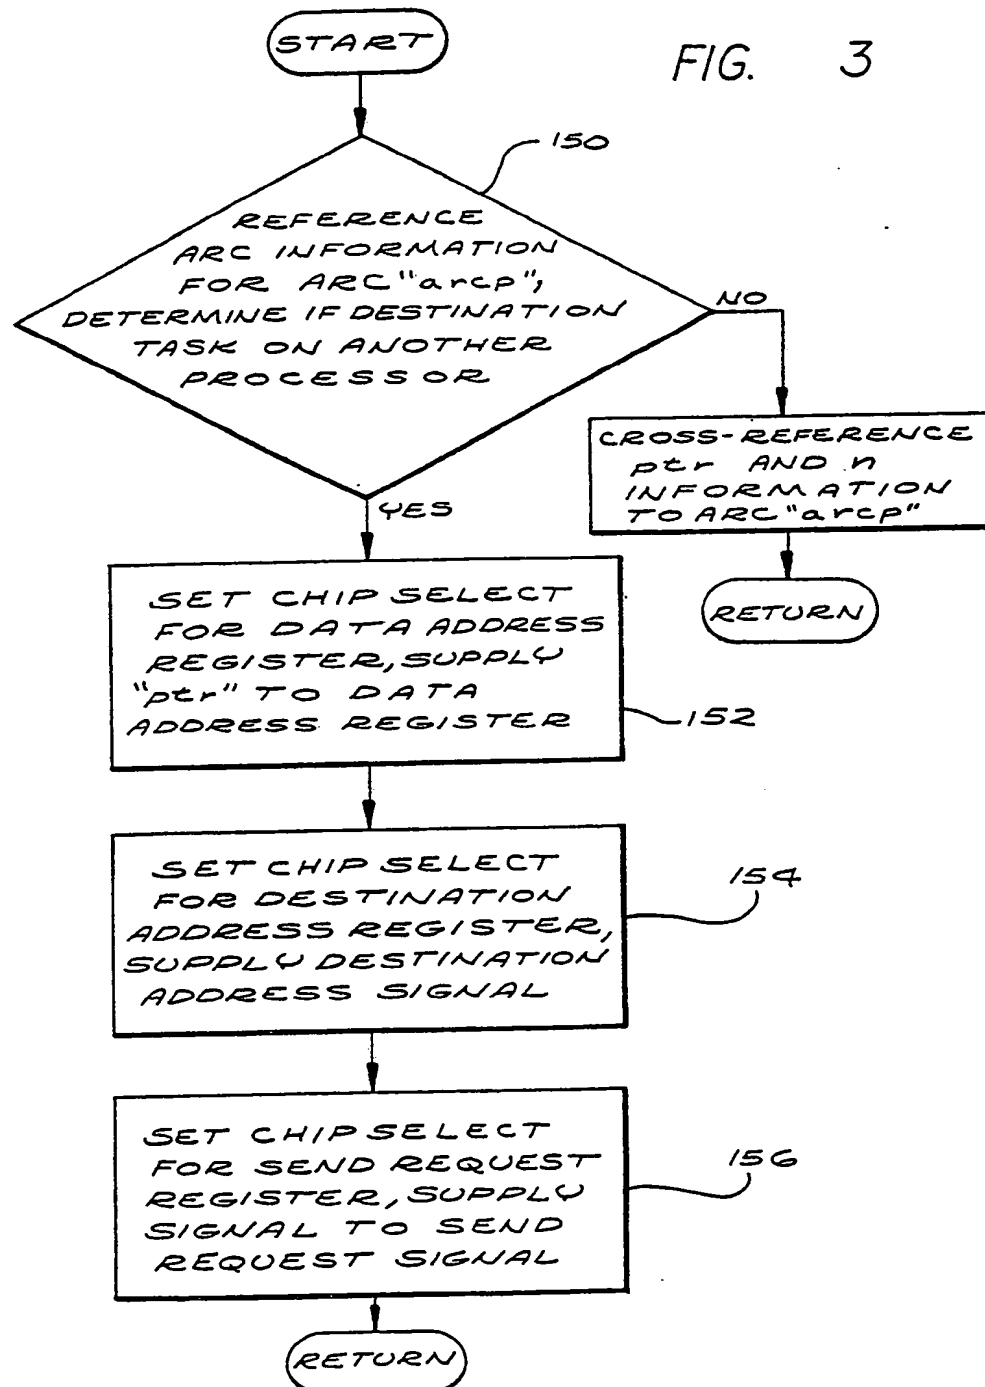 START
FIG. 3
150
REFERENCE
ARC INFORMATION
FOR ARC "arcp",
DETERMINE IF DESTINATION
TASK ON ANOTHER
PROCESSOR
NO
CROSS-REFERENCE
ptr AND n
INFORMATION
TO ARC "arcp"
RETURN
YES
SET CHIP SELECT
FOR DATA ADDRESS
REGISTER, SUPPLY
"ptr" TO DATA
ADDRESS REGISTER
152
SET CHIP SELECT
FOR DESTINATION
ADDRESS REGISTER,
SUPPLY DESTINATION
ADDRESS SIGNAL
154
SET CHIP SELECT
FOR SEND REQUEST
REGISTER, SUPPLY
SIGNAL TO SEND
REQUEST SIGNAL
156
RETURN